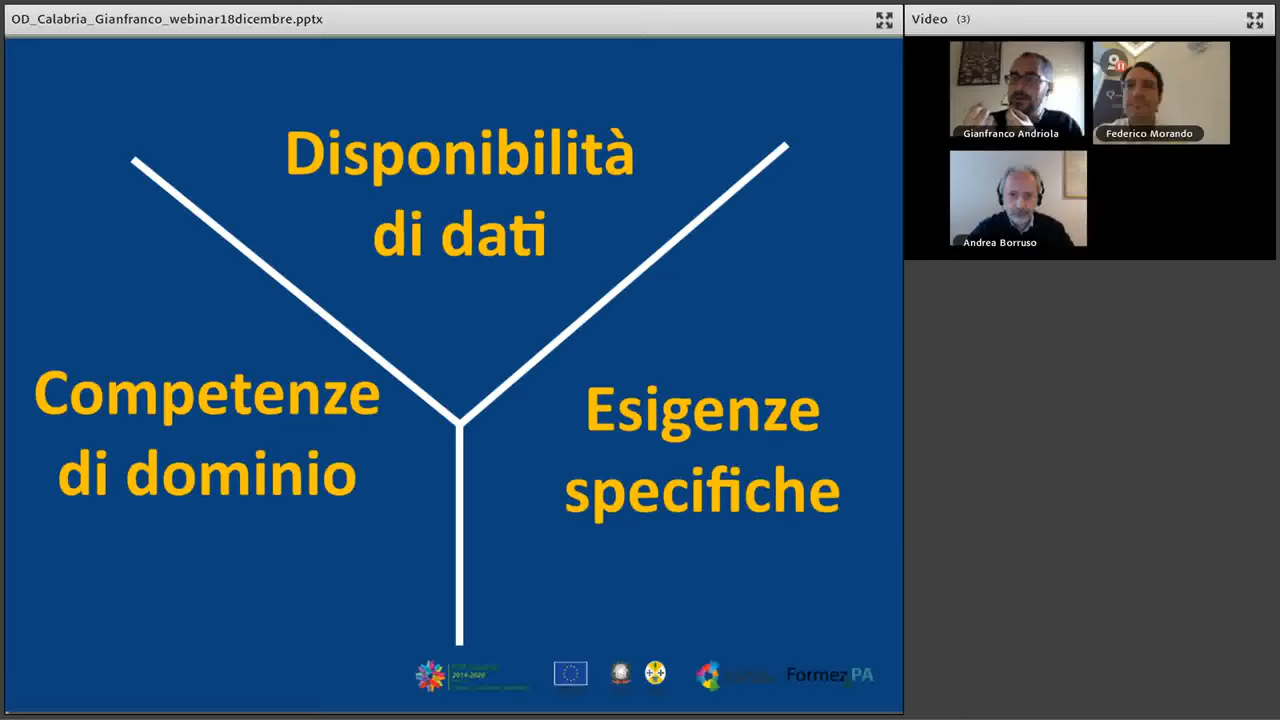 OD_Calabria_Gianfranco_webinar18dicembre.pptx
Video (3)
Gianfranco Andriola
Federico Morando
Andrea Borruso
Disponibilità
di dati
Competenze
di dominio
Esigenze
specifiche
2014-2020
FormezPA